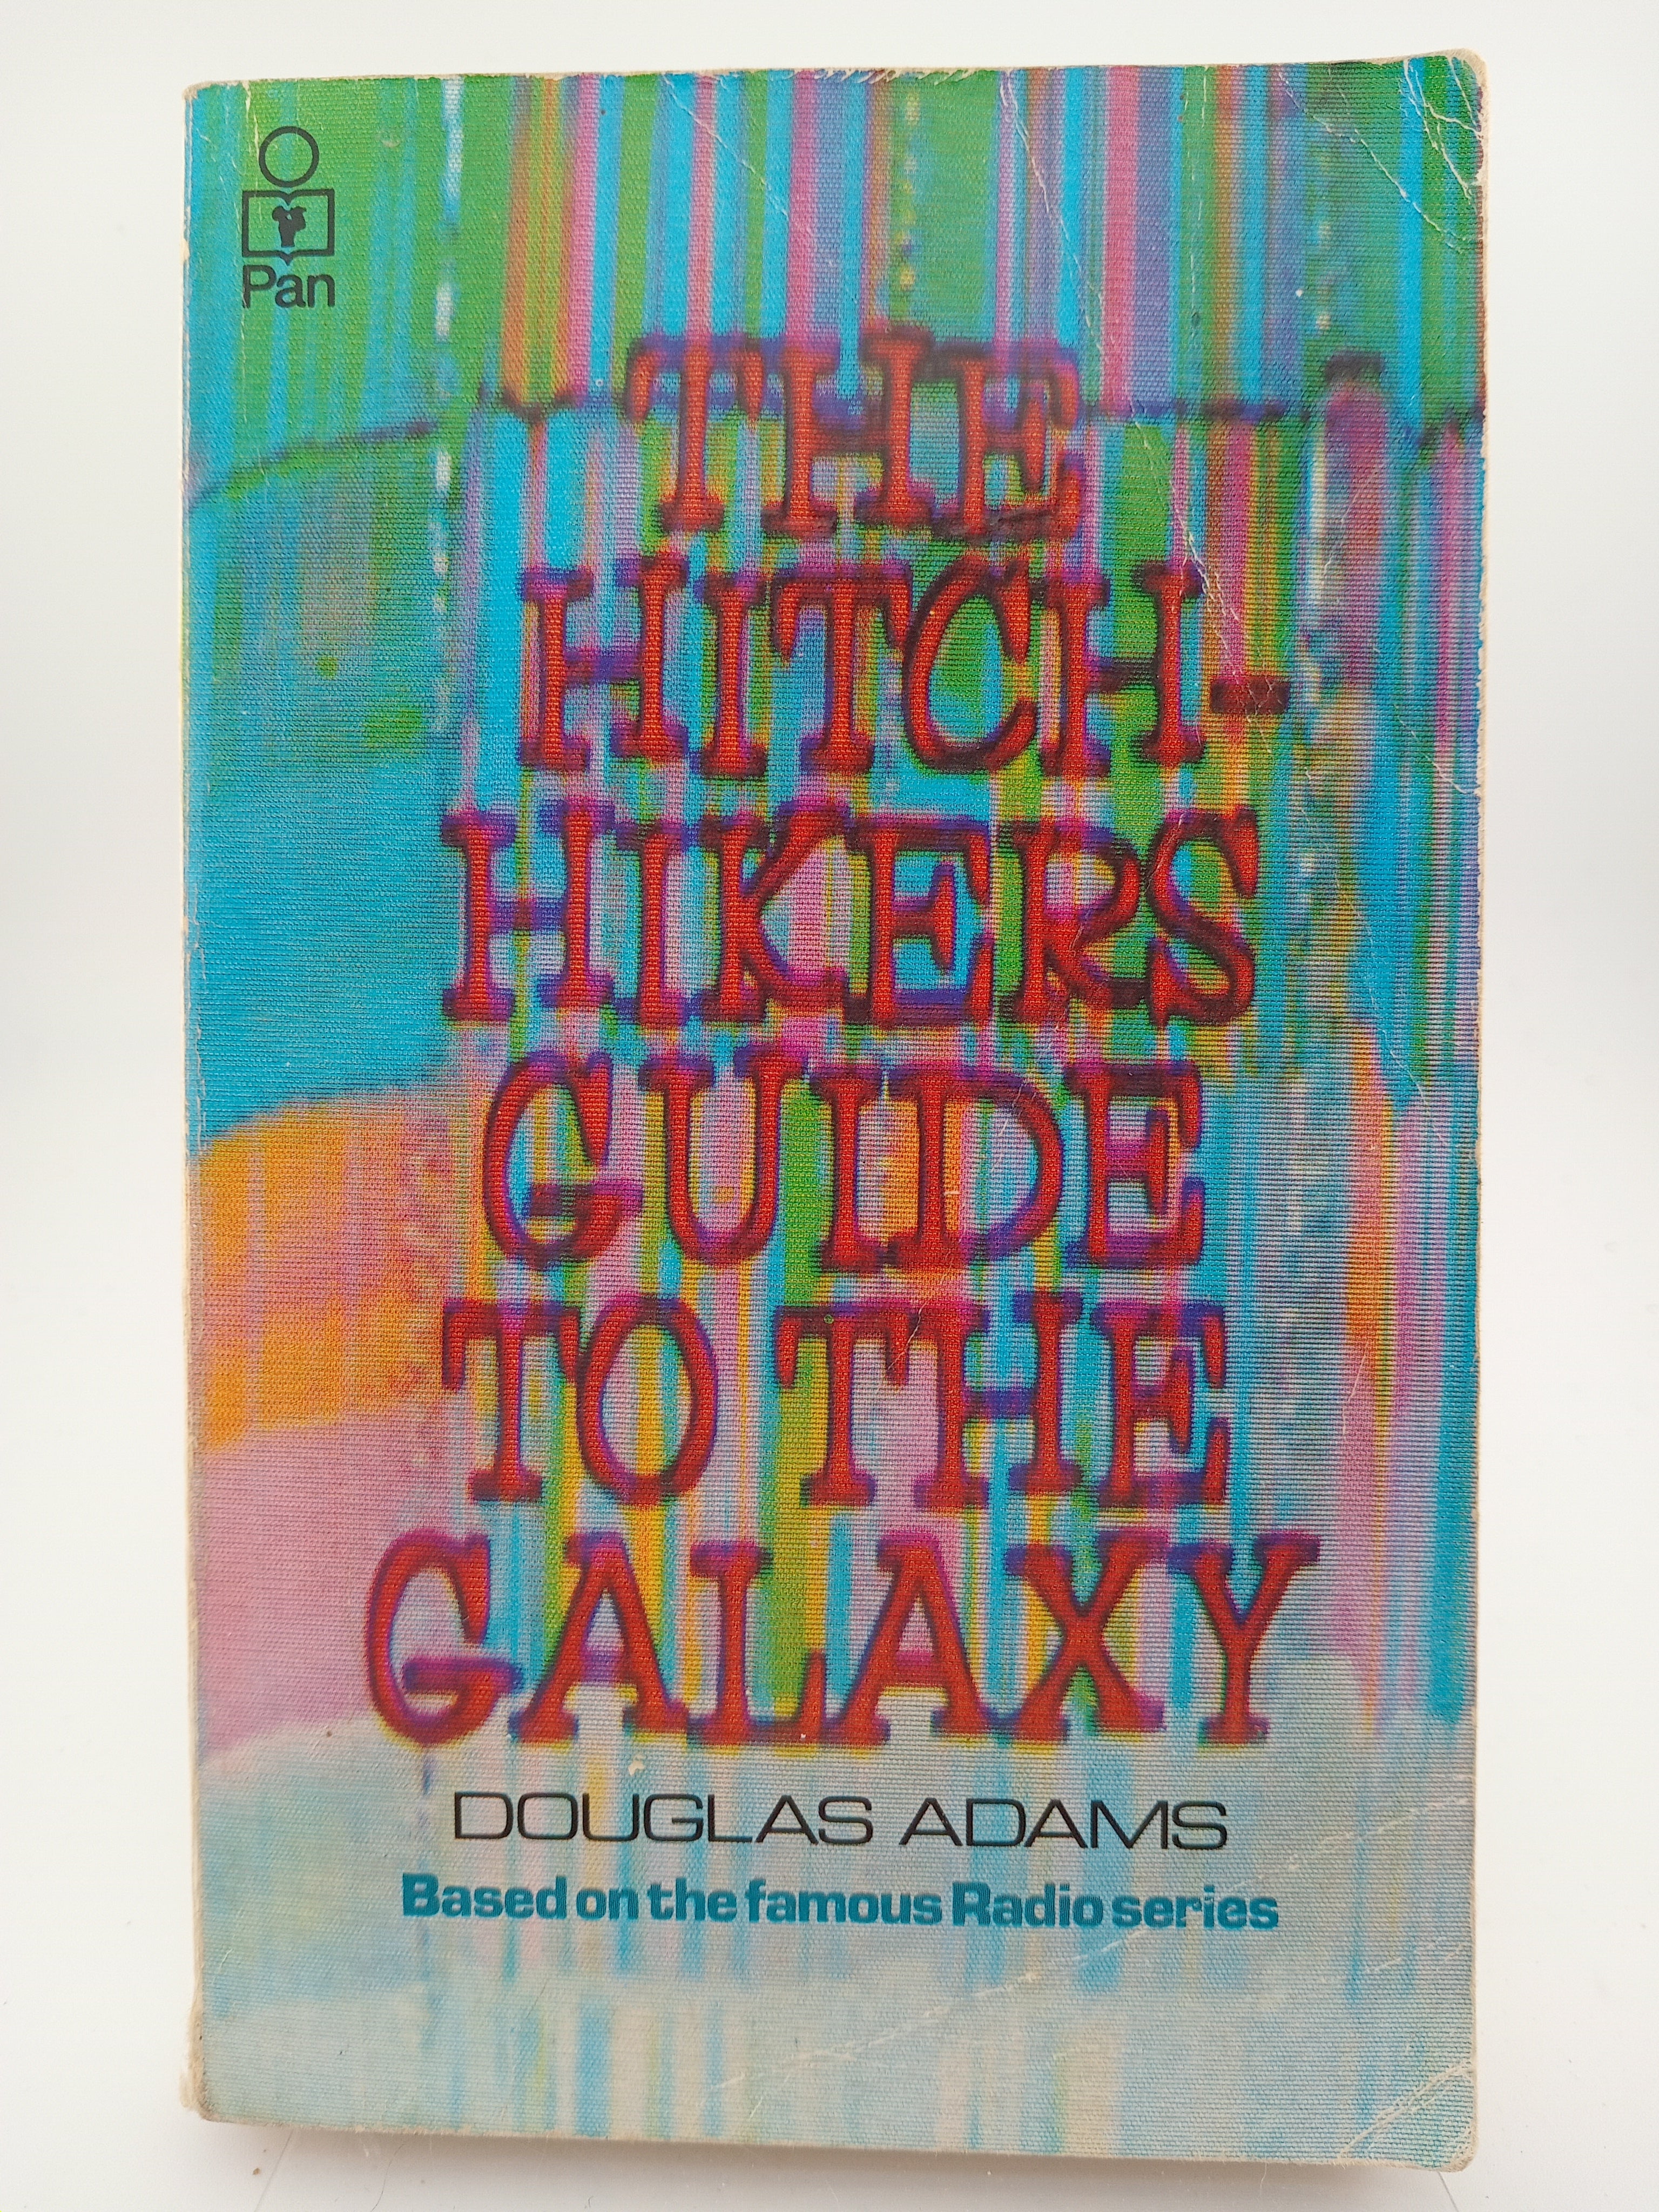 Pan
THE
HITCH-
HIKERS
GUIDE
TO THE
GALAXY
DOUGLAS ADAMS
Based on the famous Radio series